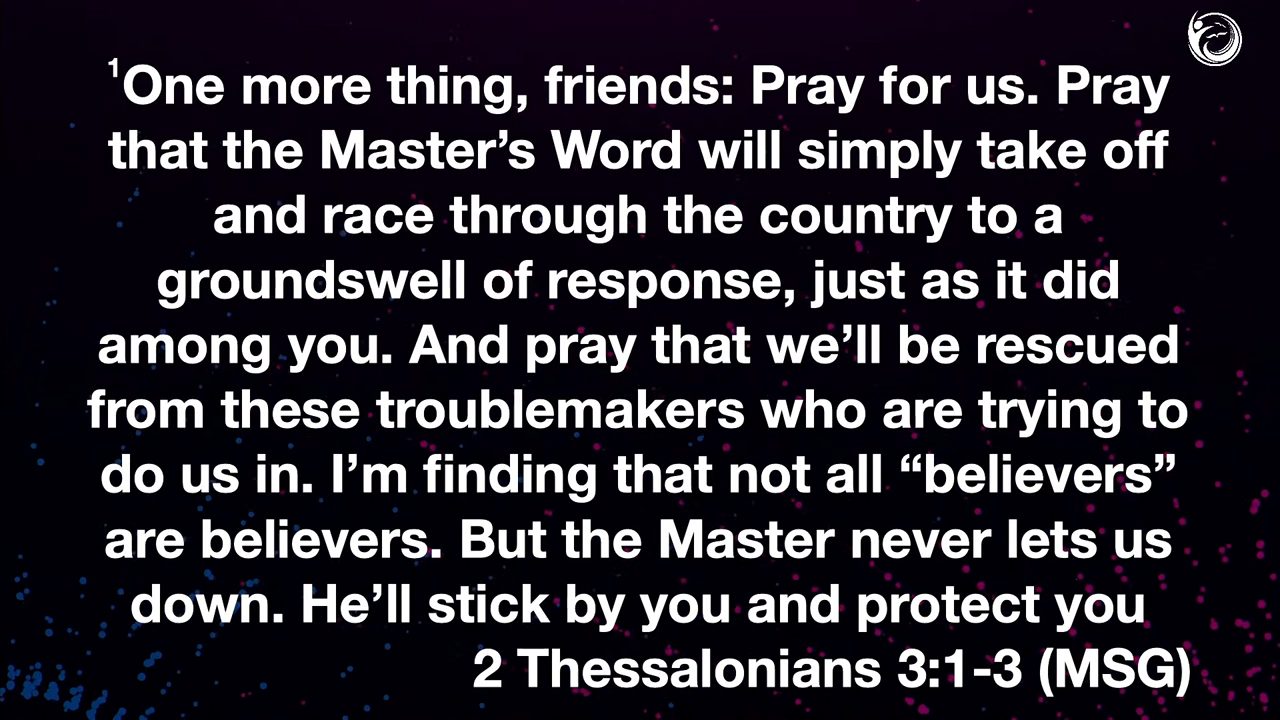 ¹One more thing, friends: Pray for us. Pray
that the Master’s Word will simply take off
and race through the country to a
groundswell of response, just as it did
among you. And pray that we’ll be rescued
from these troublemakers who are trying to
do us in. I’m finding that not all “believers”
are believers. But the Master never lets us
down. He’ll stick by you and protect you
2 Thessalonians 3:1-3 (MSG)